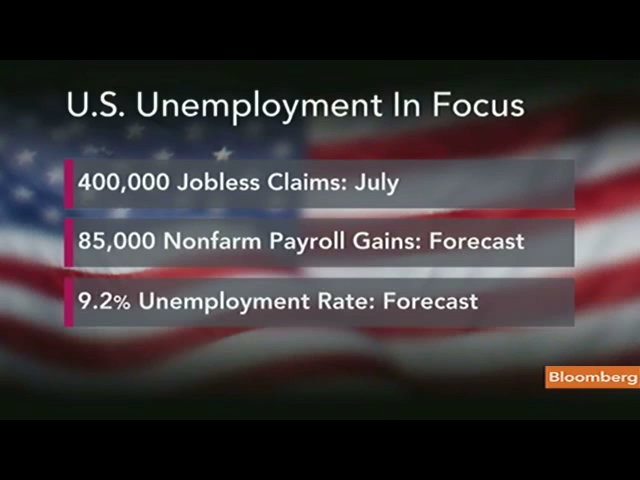 U.S. Unemployment In Focus
400,000 Jobless Claims: July
85,000 Nonfarm Payroll Gains: Forecast
9.2% Unemployment Rate: Forecast
Bloomberg